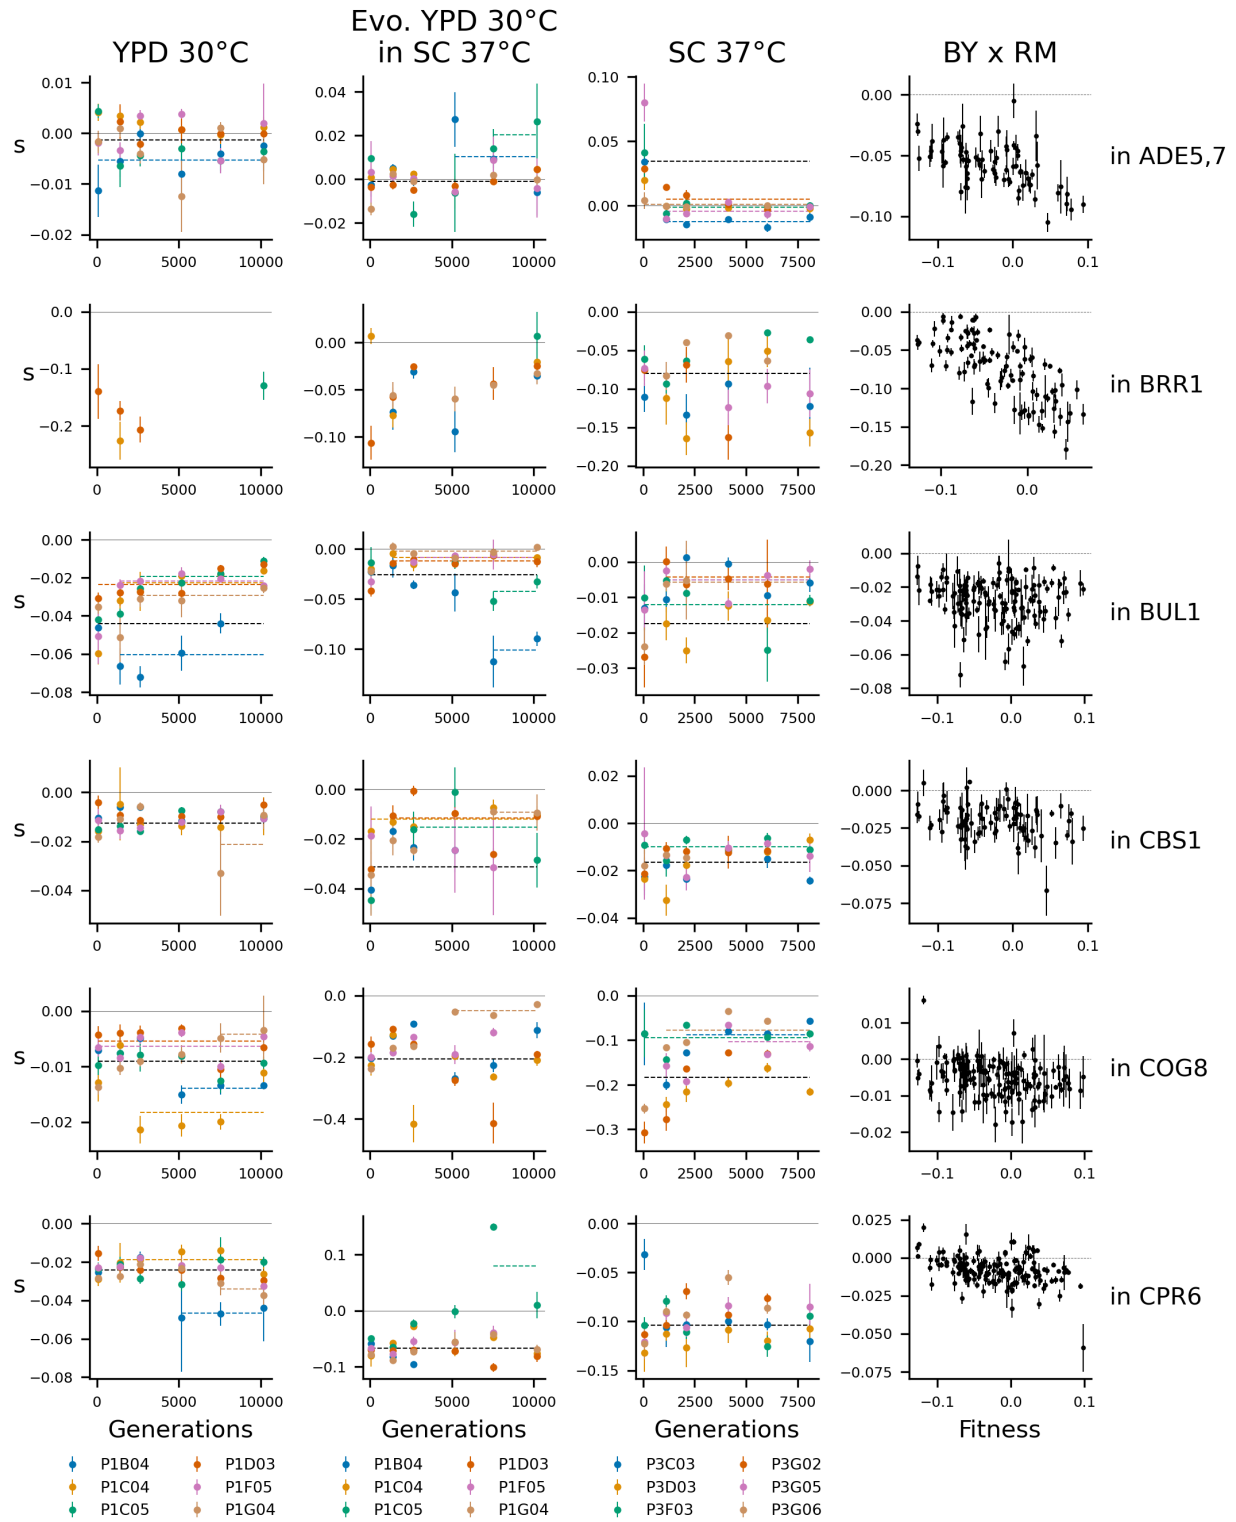 Evo. YPD 30°C
YPD 30°C in SC 37°C SC 37°C BY x RM
0.01 0.00 −0.01 −0.02
s
0 5000 10000
0.04 0.02 0.00 −0.02
0 5000 10000
0.10 0.05 0.00
0 2500 5000 7500
0.00 −0.05 −0.10
−0.1 0.0 0.1
in ADE5,7
0.0 −0.1 −0.2
s
0 5000 10000
0.00 −0.05 −0.10
0 5000 10000
0.00 −0.05 −0.10 −0.15 −0.20
0 2500 5000 7500
0.00 −0.05 −0.10 −0.15 −0.20
−0.1 0.0
in BRR1
0.00 −0.02 −0.04 −0.06 −0.08
s
0 5000 10000
0.00 −0.05 −0.10
0 5000 10000
0.00 −0.01 −0.02 −0.03
0 2500 5000 7500
0.00 −0.02 −0.04 −0.06 −0.08
−0.1 0.0 0.1
in BUL1
0.00 −0.02 −0.04
s
0 5000 10000
0.00 −0.02 −0.04
0 5000 10000
0.02 0.00 −0.02 −0.04
0 2500 5000 7500
0.000 −0.025 −0.050 −0.075
−0.1 0.0 0.1
in CBS1
0.00 −0.01 −0.02
s
0 5000 10000
0.0 −0.2 −0.4
0 5000 10000
0.0 −0.1 −0.2 −0.3
0 2500 5000 7500
0.01 0.00 −0.01 −0.02
−0.1 0.0 0.1
in COG8
0.00 −0.02 −0.04 −0.06 −0.08
s
0 5000 10000
0.1 0.0 −0.1
0 5000 10000
0.00 −0.05 −0.10 −0.15
0 2500 5000 7500
0.025 0.000 −0.025 −0.050 −0.075
−0.1 0.0 0.1
in CPR6
Generations Generations Generations Fitness
P1B04 P1D03 P1B04 P1D03 P3C03 P3G02
P1C04 P1F05 P1C04 P1F05 P3D03 P3G05
P1C05 P1G04 P1C05 P1G04 P3F03 P3G06